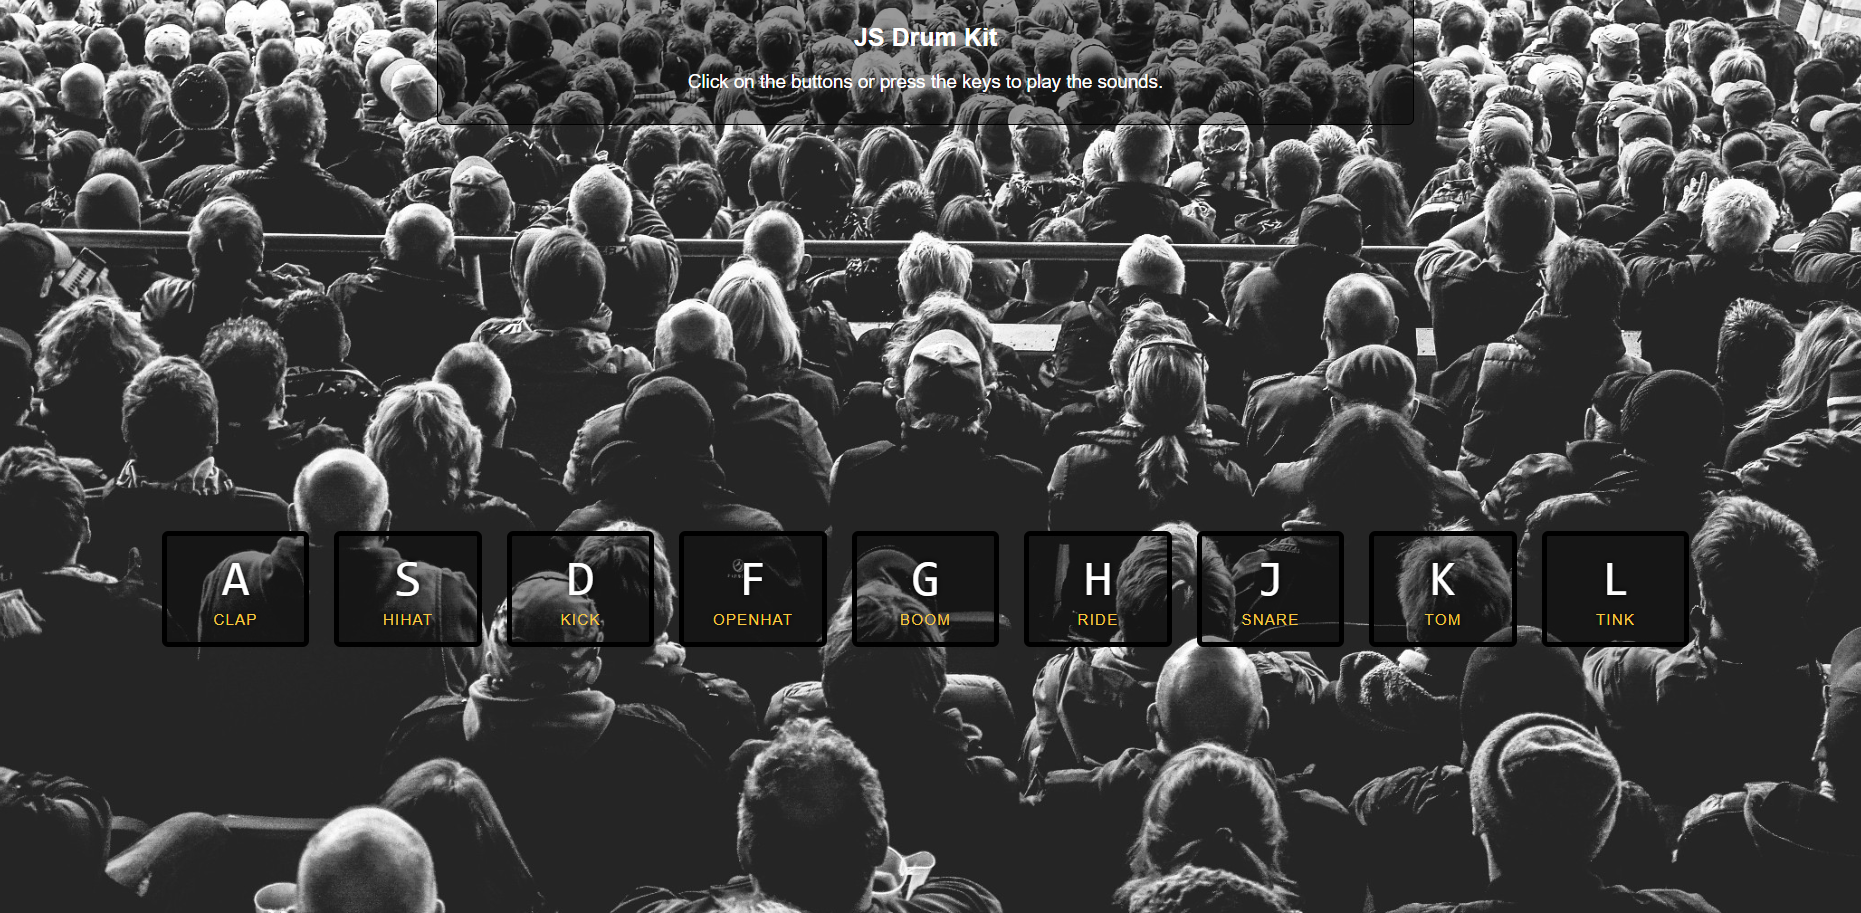 JS Drum Kit
Click on the buttons or press the keys to play the sounds.
A
CLAP
S
HIHAT
D
KICK
F
OPENHAT
G
BOOM
H
RIDE
J
SNARE
K
TOM
L
TINK